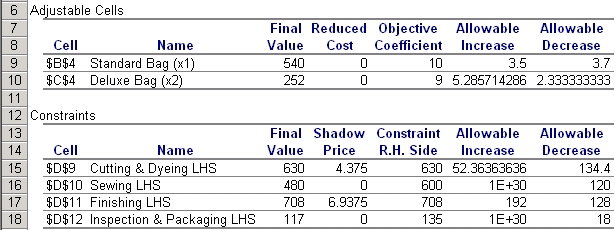 6 Adjustable Cells
7 Final Reduced Objective Allowable Allowable
8 Cell Name Value Cost Coefficient Increase Decrease
9 $B$4 Standard Bag (x1) 540 0 10 3.5 3.7
10 $C$4 Deluxe Bag (x2) 252 0 9 5.285714286 2.333333333
11
12 Constraints
13 Final Shadow Constraint Allowable Allowable
14 Cell Name Value Price R.H. Side Increase Decrease
15 $D$9 Cutting & Dyeing LHS 630 4.375 630 52.36363636 134.4
16 $D$10 Sewing LHS 480 0 600 1E+30 120
17 $D$11 Finishing LHS 708 6.9375 708 192 128
18 $D$12 Inspection & Packaging LHS 117 0 135 1E+30 18